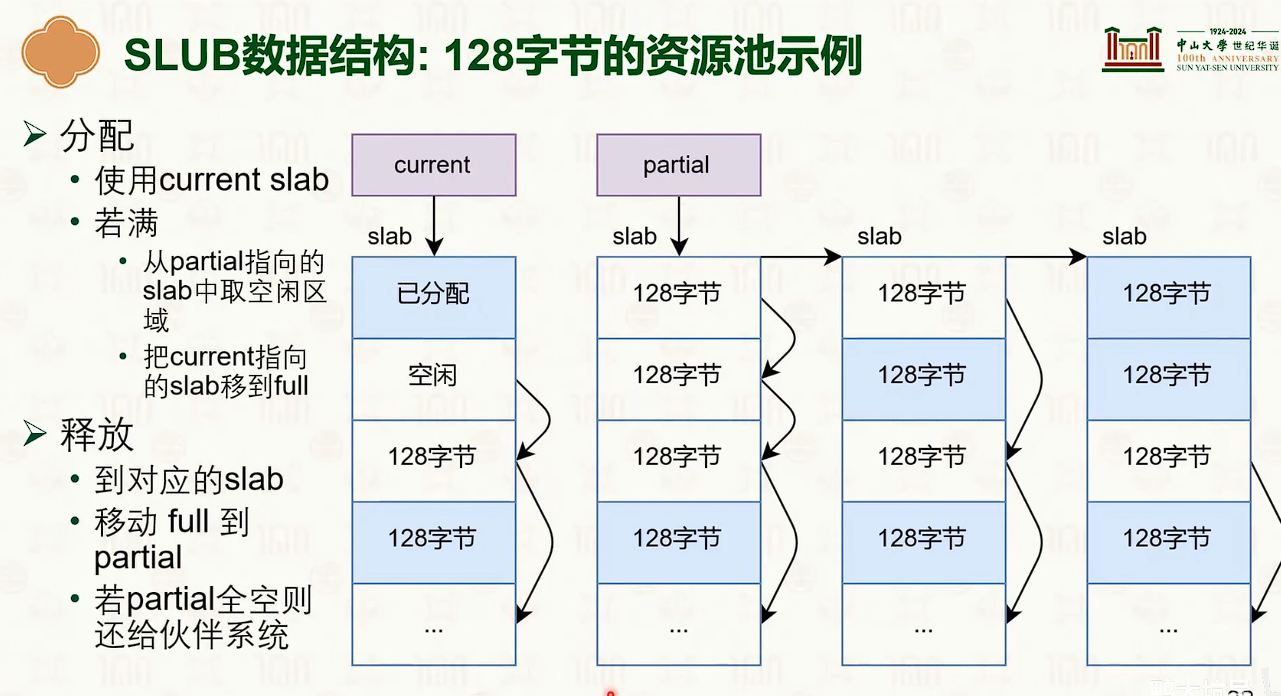 SLUB数据结构: 128字节的资源池示例
1924-2024
中山大学 世纪华诞
100th ANNIVERSARY
SUN YAT-SEN UNIVERSITY
分配
使用current slab
若满
从partial指向的
slab中取空闲区
域
把current指向
的slab移到full
释放
到对应的slab
移动 full 到
partial
若partial全空则
还给伙伴系统
current
slab
已分配
空闲
128字节
128字节
...
partial
slab
128字节
128字节
128字节
128字节
...
slab
128字节
128字节
128字节
128字节
...
slab
128字节
128字节
128字节
128字节
...